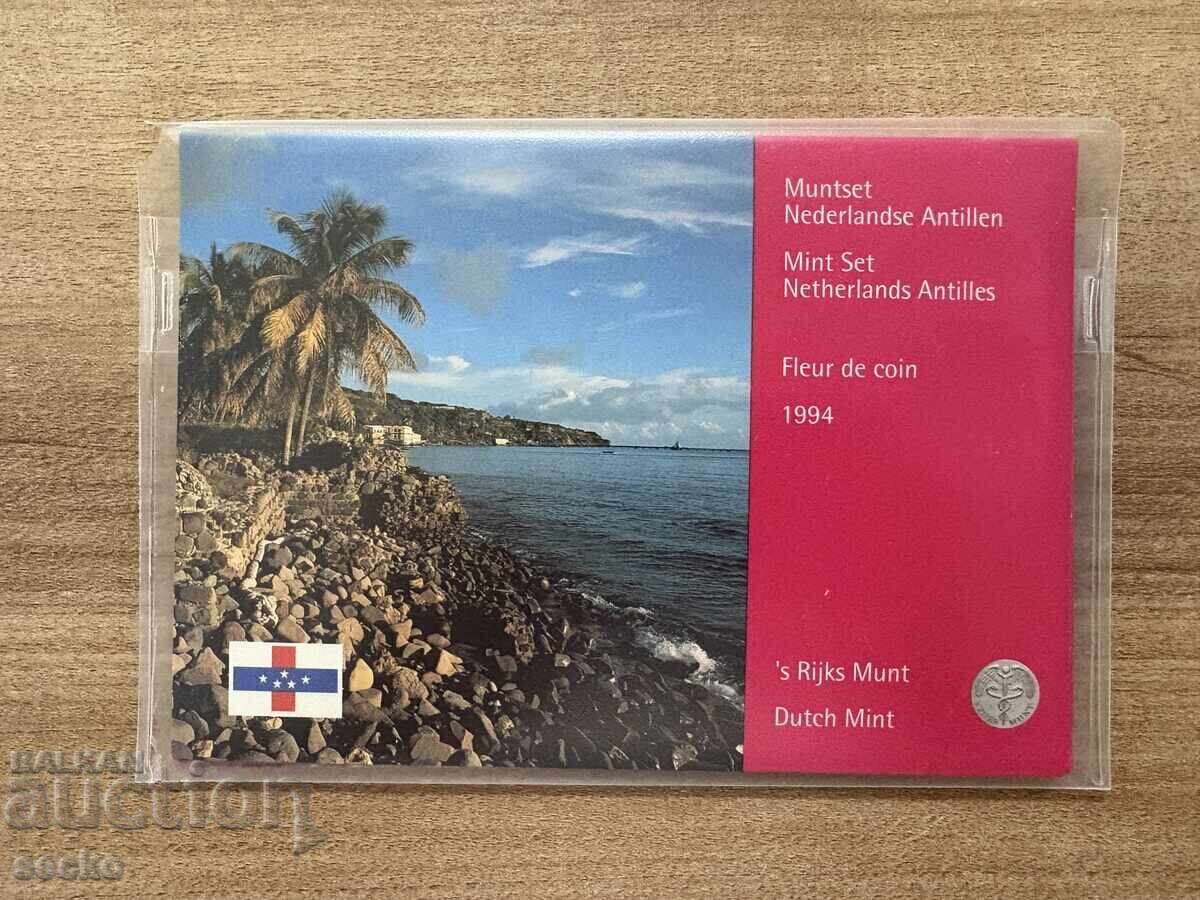 Muntset
Nederlandse Antillen
Mint Set
Netherlands Antilles
Fleur de coin
1994
's Rijks Munt
Dutch Mint
BALKAN
auction
secko